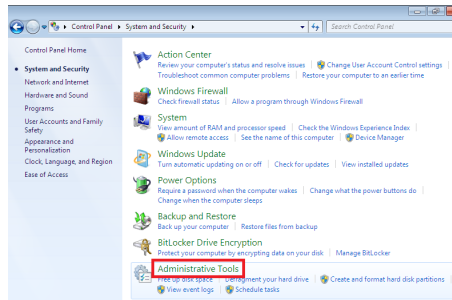 Control Panel ▸ System and Security ▸
Search Control Panel
Control Panel Home
System and Security
Network and Internet
Hardware and Sound
Programs
User Accounts and Family
Safety
Appearance and
Personalization
Clock, Language, and Region
Ease of Access
Action Center
Review your computer's status and resolve issues | Change User Account Control settings |
Troubleshoot common computer problems | Restore your computer to an earlier time
Windows Firewall
Check firewall status | Allow a program through Windows Firewall
System
View amount of RAM and processor speed | Check the Windows Experience Index |
Allow remote access | See the name of this computer | Device Manager
Windows Update
Turn automatic updating on or off | Check for updates | View installed updates
Power Options
Require a password when the computer wakes | Change what the power buttons do |
Change when the computer sleeps
Backup and Restore
Back up your computer | Restore files from backup
BitLocker Drive Encryption
Protect your computer by encrypting data on your disk | Manage BitLocker
Administrative Tools
Free up disk space | Defragment your hard drive | Create and format hard disk partitions |
View event logs | Schedule tasks